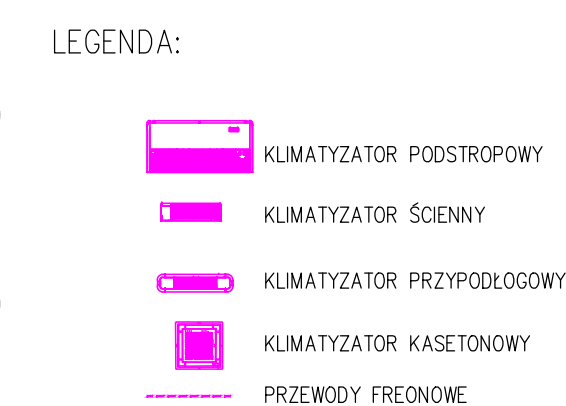 LEGENDA:
KLIMATYZATOR PODSTROPOWY
KLIMATYZATOR ŚCIENNY
KLIMATYZATOR PRZYPODŁOGOWY
KLIMATYZATOR KASETONOWY
PRZEWODY FREONOWE